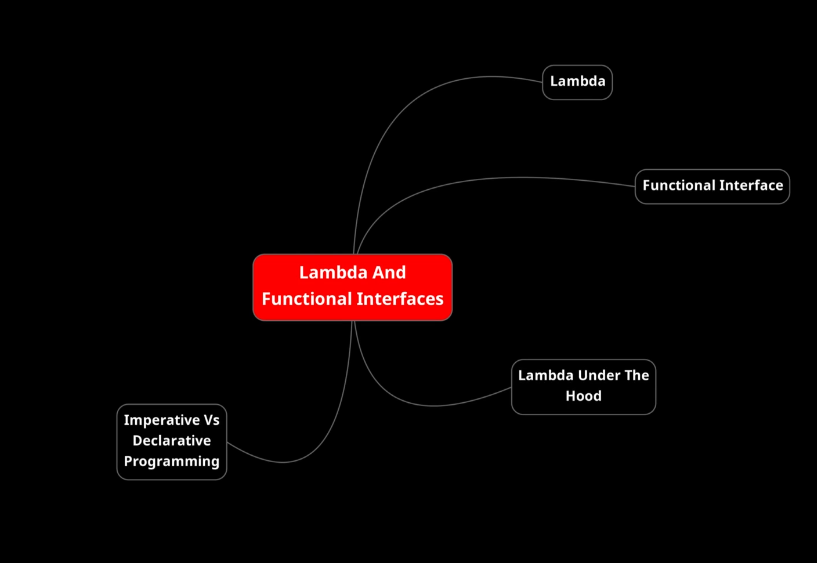 Lambda
Functional Interface
Lambda And
Functional Interfaces
Lambda Under The
Hood
Imperative Vs
Declarative
Programming